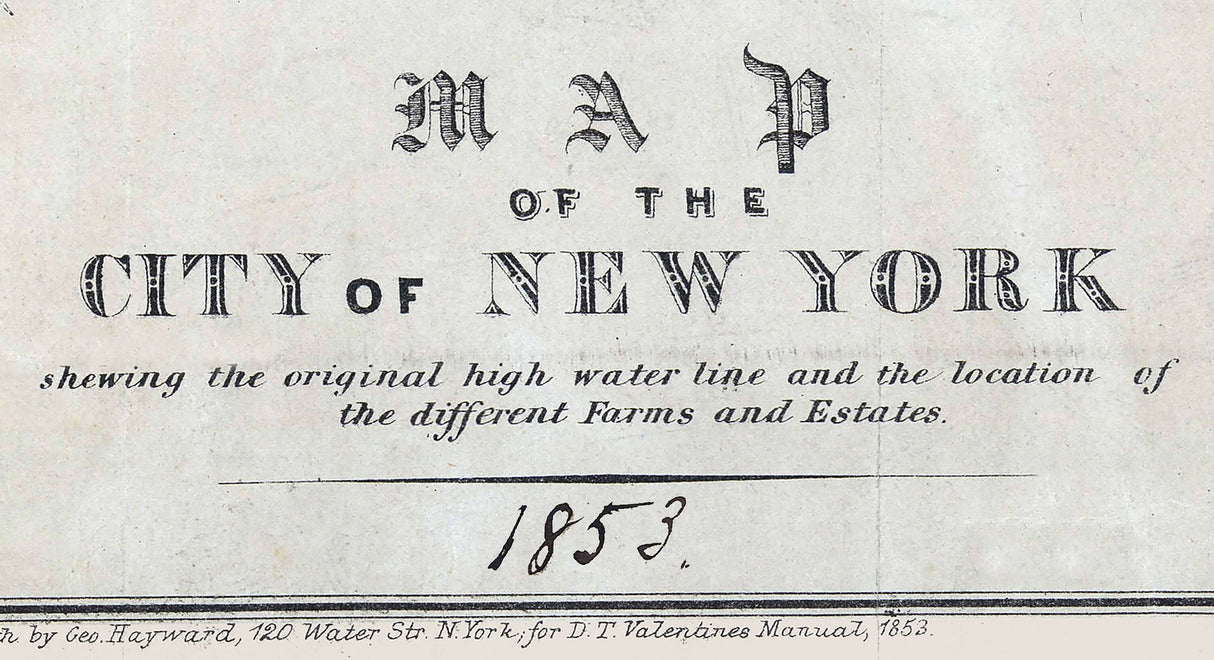 MAP
OF THE
CITY OF NEW YORK
shewing the original high water line and the location of
the different Farms and Estates.
1853.
h by Geo. Hayward, 120 Water Str. N. York, for D. T. Valentines Manual, 1853.